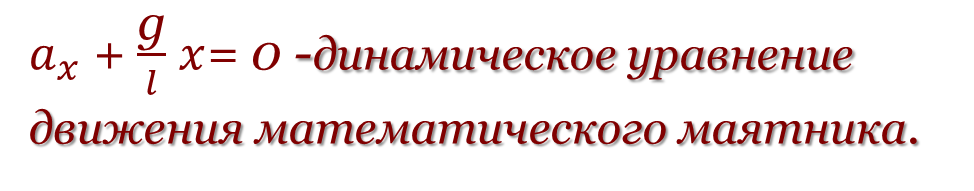 aₓ + g/l x = 0 -динамическое уравнение
движения математического маятника.